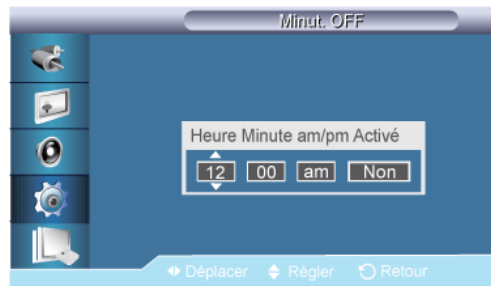 Minut. OFF
Heure Minute am/pm Activé
12 00 am Non
Déplacer Régler Retour